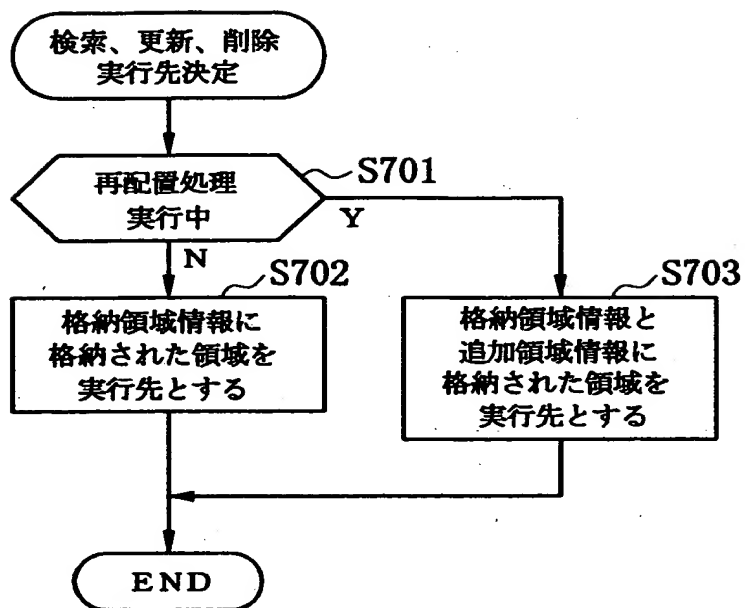 検索、更新、削除
実行先決定
再配置処理
実行中
S701
Y
N
S702
格納領域情報に
格納された領域を
実行先とする
S703
格納領域情報と
追加領域情報に
格納された領域を
実行先とする
END